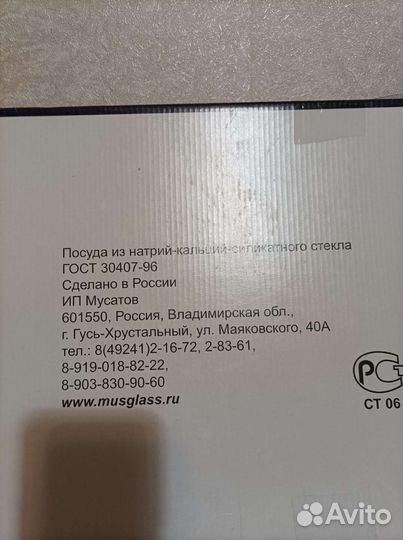 Посуда из натрий-кальций-силикатного стекла
ГОСТ 30407-96
Сделано в России
ИП Мусатов
601550, Россия, Владимирская обл.,
г. Гусь-Хрустальный, ул. Маяковского, 40А
тел.: 8(49241)2-16-72, 2-83-61,
8-919-018-82-22,
8-903-830-90-60
www.musglass.ru
РС
СТ 06
Avito